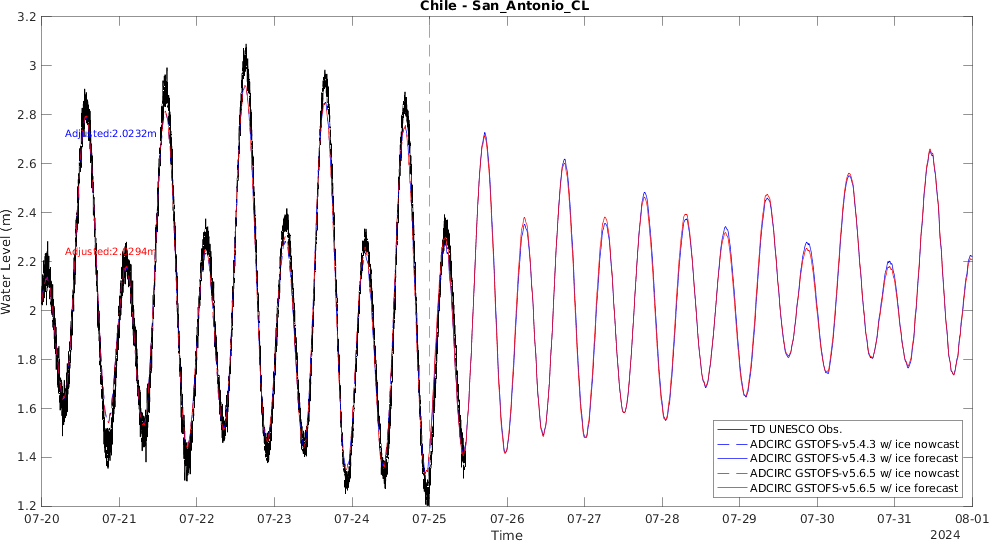 Chile - San_Antonio_CL
Water Level (m)
3.2
3
2.8
2.6
2.4
2.2
2
1.8
1.6
1.4
1.2
Adjusted:2.0232m
Adjusted:2.0294m
TD UNESCO Obs.
ADCIRC GSTOFS-v5.4.3 w/ ice nowcast
ADCIRC GSTOFS-v5.4.3 w/ ice forecast
ADCIRC GSTOFS-v5.6.5 w/ ice nowcast
ADCIRC GSTOFS-v5.6.5 w/ ice forecast
07-20 07-21 07-22 07-23 07-24 07-25 07-26 07-27 07-28 07-29 07-30 07-31 08-01
Time
2024